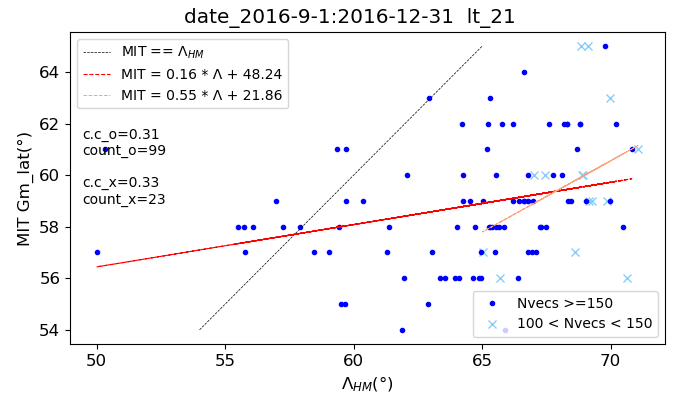 date_2016-9-1:2016-12-31  lt_21
MIT == Λ_HM
MIT = 0.16 * Λ + 48.24
MIT = 0.55 * Λ + 21.86
c.c_o=0.31
count_o=99
c.c_x=0.33
count_x=23
MIT Gm_lat(°)
64
62
60
58
56
54
Nvecs >=150
100 < Nvecs < 150
50
55
60
65
70
Λ_HM(°)